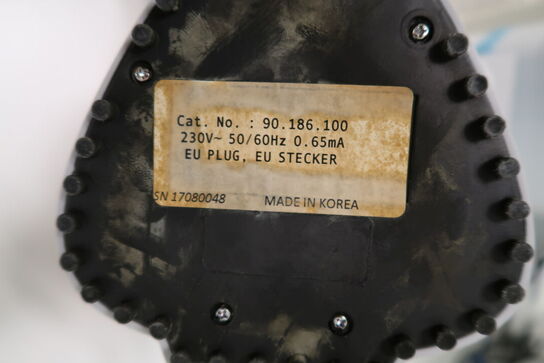 Cat. No. : 90.186.100
230V~ 50/60Hz 0.65mA
EU PLUG, EU STECKER
SN 17080048 MADE IN KOREA